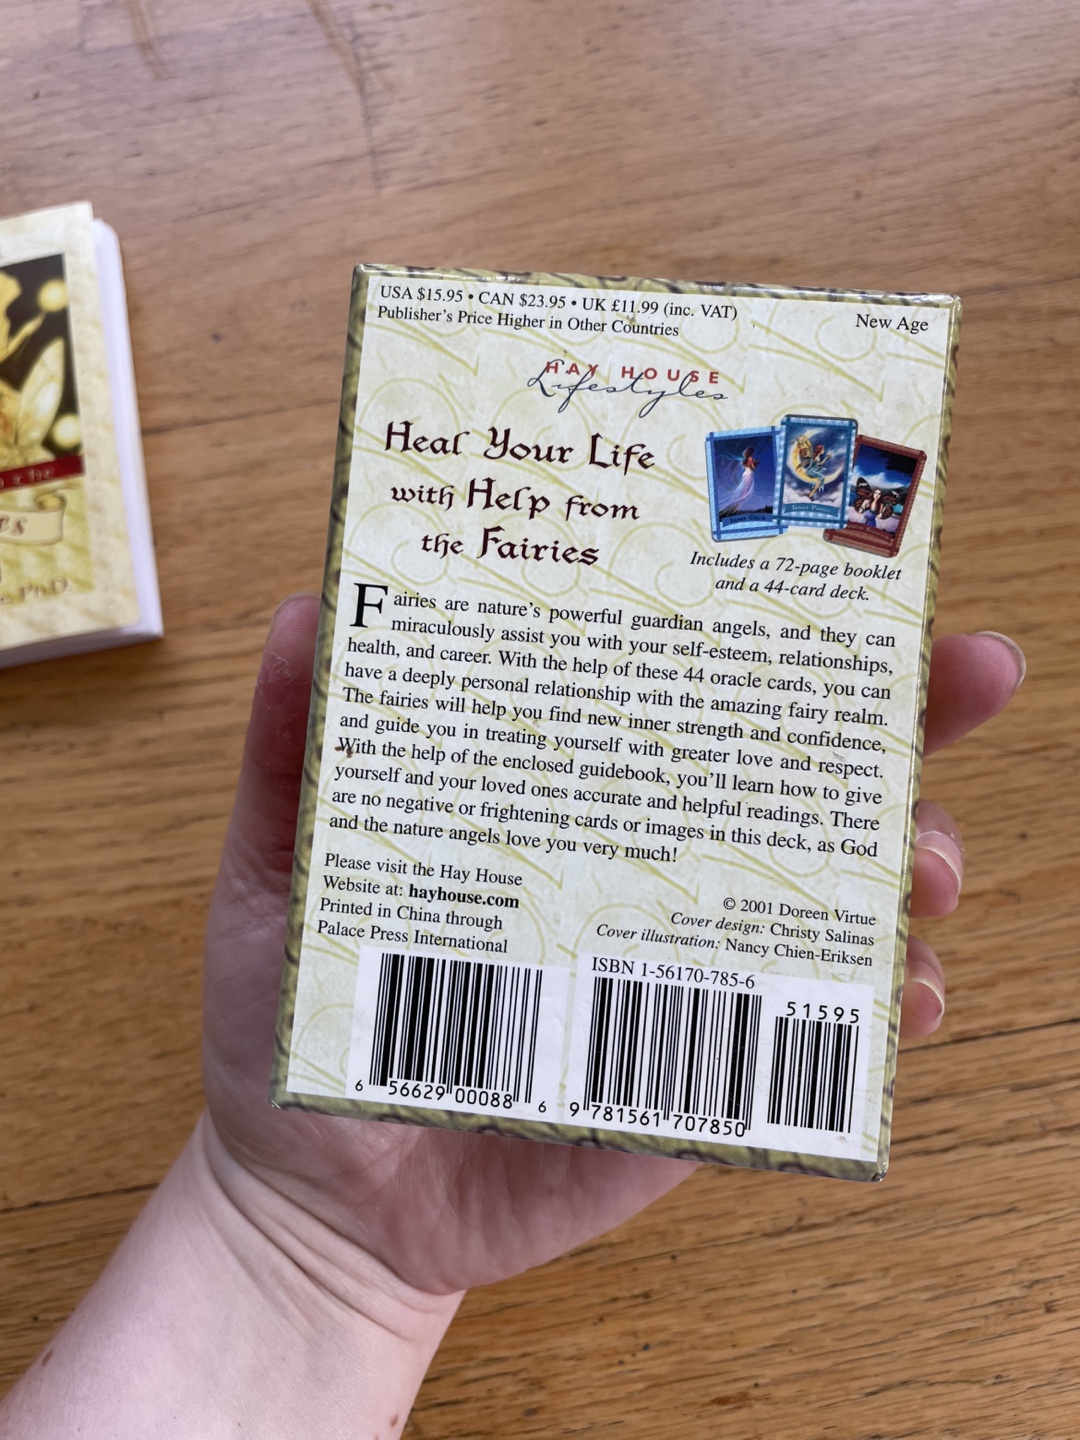 USA $15.95 • CAN $23.95 • UK £11.99 (inc. VAT)
Publisher's Price Higher in Other Countries
New Age
HAY HOUSE
Lifestyles
Heal Your Life
with Help from
the Fairies
Includes a 72-page booklet
and a 44-card deck.
Fairies are nature's powerful guardian angels, and they can
miraculously assist you with your self-esteem, relationships,
health, and career. With the help of these 44 oracle cards, you can
have a deeply personal relationship with the amazing fairy realm.
The fairies will help you find new inner strength and confidence,
and guide you in treating yourself with greater love and respect.
With the help of the enclosed guidebook, you'll learn how to give
yourself and your loved ones accurate and helpful readings. There
are no negative or frightening cards or images in this deck, as God
and the nature angels love you very much!
Please visit the Hay House
Website at: hayhouse.com
Printed in China through
Palace Press International
© 2001 Doreen Virtue
Cover design: Christy Salinas
Cover illustration: Nancy Chien-Eriksen
ISBN 1-56170-785-6
51595
6 56629 00088 6
9 781561 707850
the
PhD